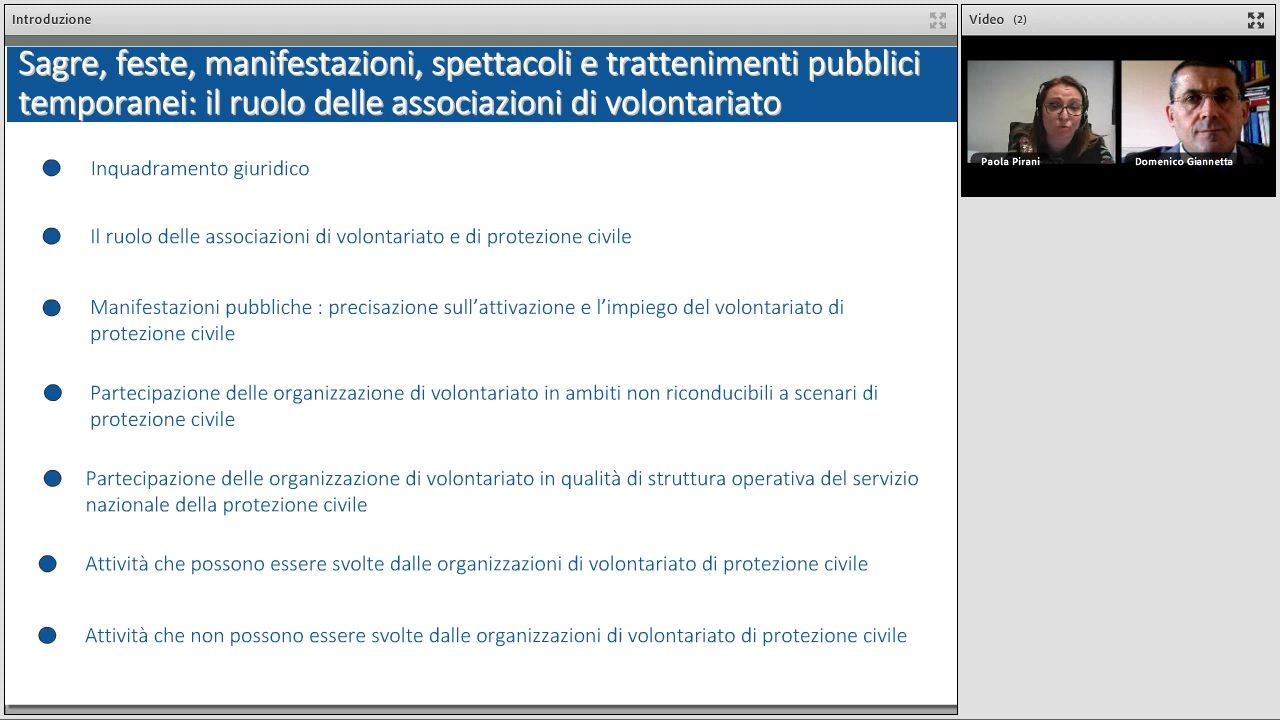 Introduzione
Video (2)
Sagre, feste, manifestazioni, spettacoli e trattenimenti pubblici
temporanei: il ruolo delle associazioni di volontariato
Paola Pirani
Domenico Giannetta
Inquadramento giuridico
Il ruolo delle associazioni di volontariato e di protezione civile
Manifestazioni pubbliche : precisazione sull’attivazione e l’impiego del volontariato di
protezione civile
Partecipazione delle organizzazione di volontariato in ambiti non riconducibili a scenari di
protezione civile
Partecipazione delle organizzazione di volontariato in qualità di struttura operativa del servizio
nazionale della protezione civile
Attività che possono essere svolte dalle organizzazioni di volontariato di protezione civile
Attività che non possono essere svolte dalle organizzazioni di volontariato di protezione civile